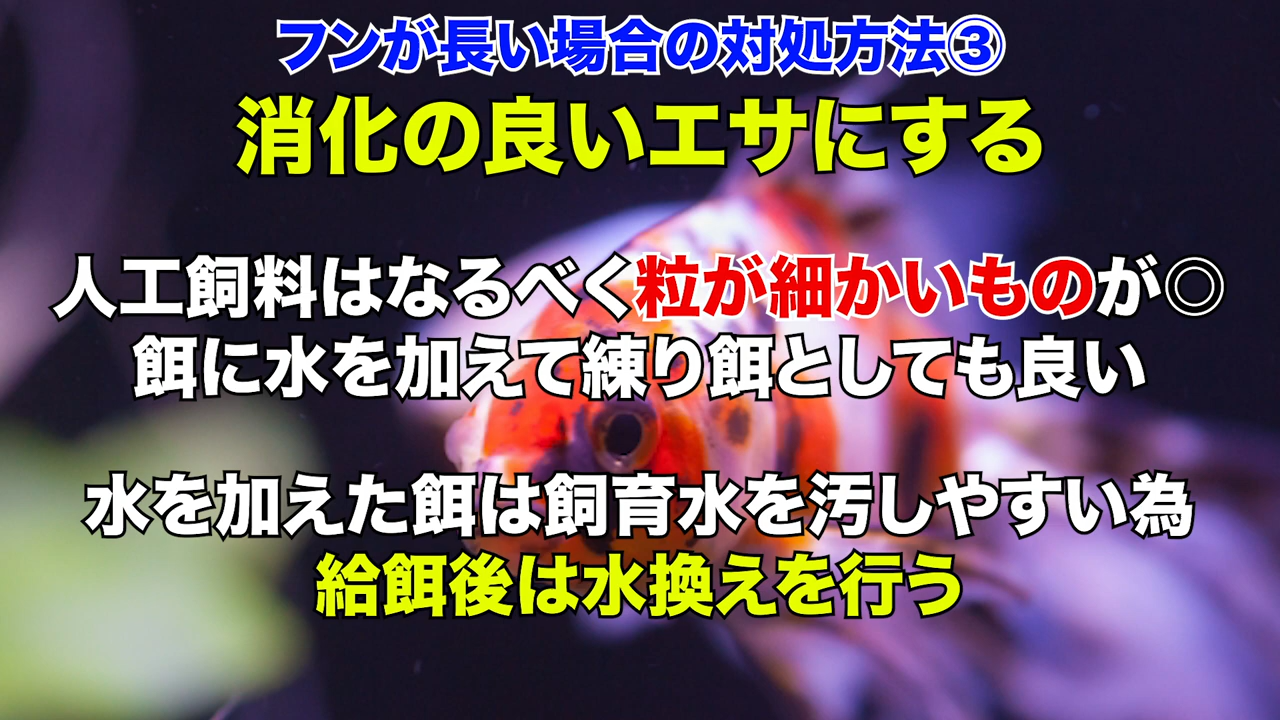 フンが長い場合の対処方法③
消化の良いエサにする
人工飼料はなるべく粒が細かいものが◎
餌に水を加えて練り餌としても良い
水を加えた餌は飼育水を汚しやすい為
給餌後は水換えを行う